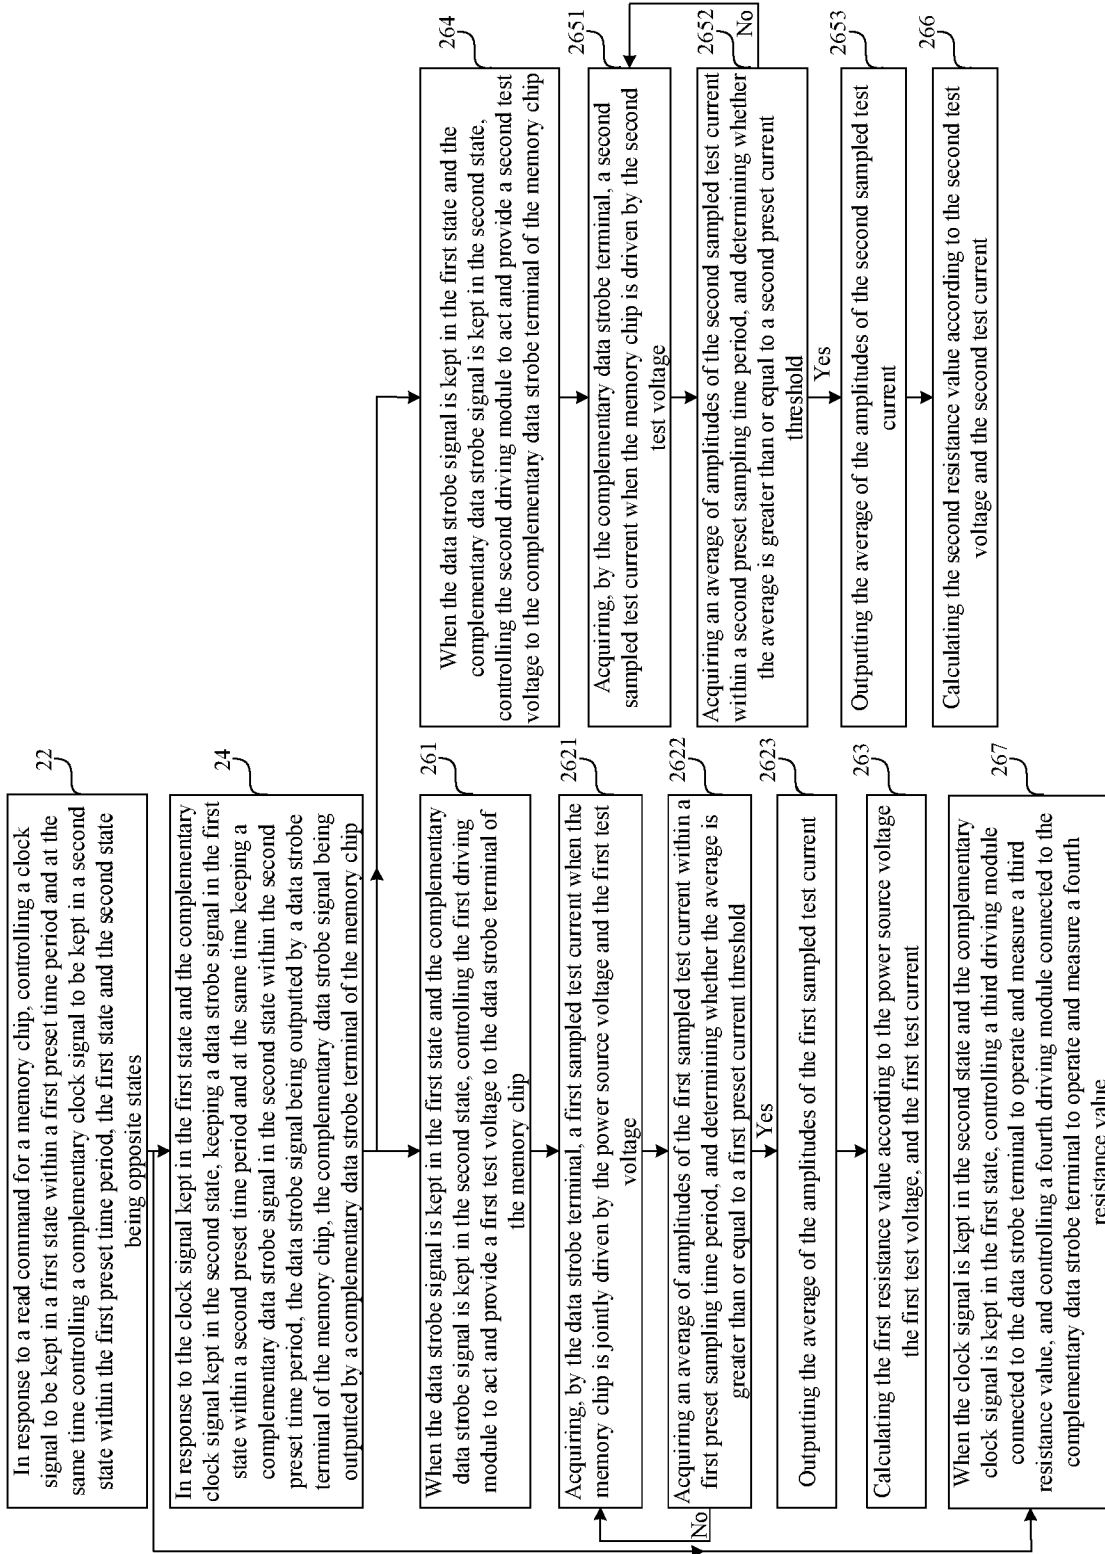 22
In response to a read command for a memory chip, controlling a clock
signal to be kept in a first state within a first preset time period and at the
same time controlling a complementary clock signal to be kept in a second
state within the first preset time period, the first state and the second state
being opposite states
24
In response to the clock signal kept in the first state and the complementary
clock signal kept in the second state, keeping a data strobe signal in the first
state within a second preset time period and at the same time keeping a
complementary data strobe signal in the second state within the second
preset time period, the data strobe signal being outputted by a data strobe
terminal of the memory chip, the complementary data strobe signal being
outputted by a complementary data strobe terminal of the memory chip
261
When the data strobe signal is kept in the first state and the complementary
data strobe signal is kept in the second state, controlling the first driving
module to act and provide a first test voltage to the data strobe terminal of
the memory chip
2621
Acquiring, by the data strobe terminal, a first sampled test current when the
memory chip is jointly driven by the power source voltage and the first test
voltage
2622
Acquiring an average of amplitudes of the first sampled test current within a
first preset sampling time period, and determining whether the average is
greater than or equal to a first preset current threshold
No
Yes
2623
Outputting the average of the amplitudes of the first sampled test current
263
Calculating the first resistance value according to the power source voltage
the first test voltage, and the first test current
267
When the clock signal is kept in the second state and the complementary
clock signal is kept in the first state, controlling a third driving module
connected to the data strobe terminal to operate and measure a third
resistance value, and controlling a fourth driving module connected to the
complementary data strobe terminal to operate and measure a fourth
resistance value
264
When the data strobe signal is kept in the first state and the
complementary data strobe signal is kept in the second state,
controlling the second driving module to act and provide a second test
voltage to the complementary data strobe terminal of the memory chip
2651
Acquiring, by the complementary data strobe terminal, a second
sampled test current when the memory chip is driven by the second
test voltage
2652
Acquiring an average of amplitudes of the second sampled test current
within a second preset sampling time period, and determining whether
the average is greater than or equal to a second preset current
threshold
No
Yes
2653
Outputting the average of the amplitudes of the second sampled test
current
266
Calculating the second resistance value according to the second test
voltage and the second test current